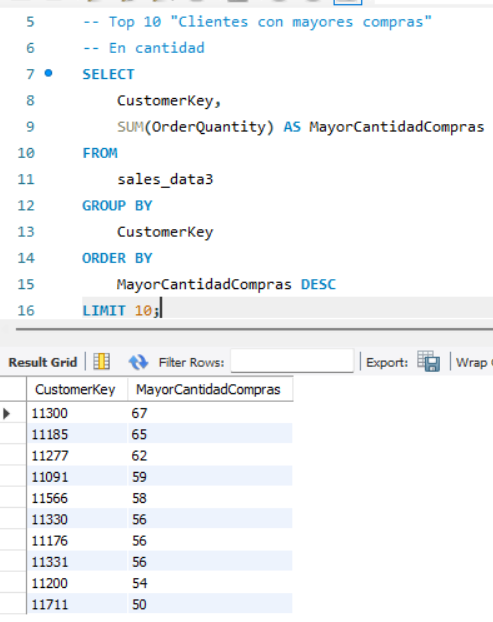 5 -- Top 10 "Clientes con mayores compras"
6 -- En cantidad
7 SELECT
8 CustomerKey,
9 SUM(OrderQuantity) AS MayorCantidadCompras
10 FROM
11 sales_data3
12 GROUP BY
13 CustomerKey
14 ORDER BY
15 MayorCantidadCompras DESC
16 LIMIT 10;
Result Grid Filter Rows: Export: Wrap
CustomerKey MayorCantidadCompras
11300 67
11185 65
11277 62
11091 59
11566 58
11330 56
11176 56
11331 56
11200 54
11711 50